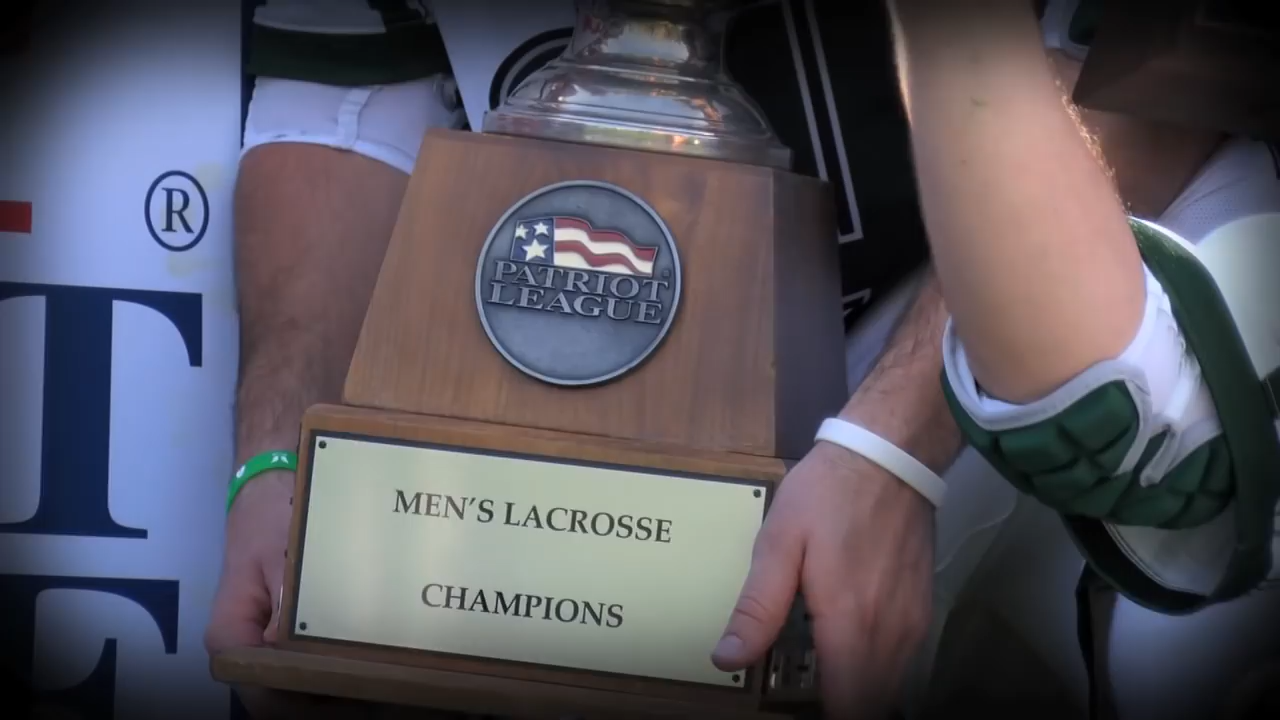 ®
T
PATRIOT
LEAGUE
MEN'S LACROSSE
CHAMPIONS